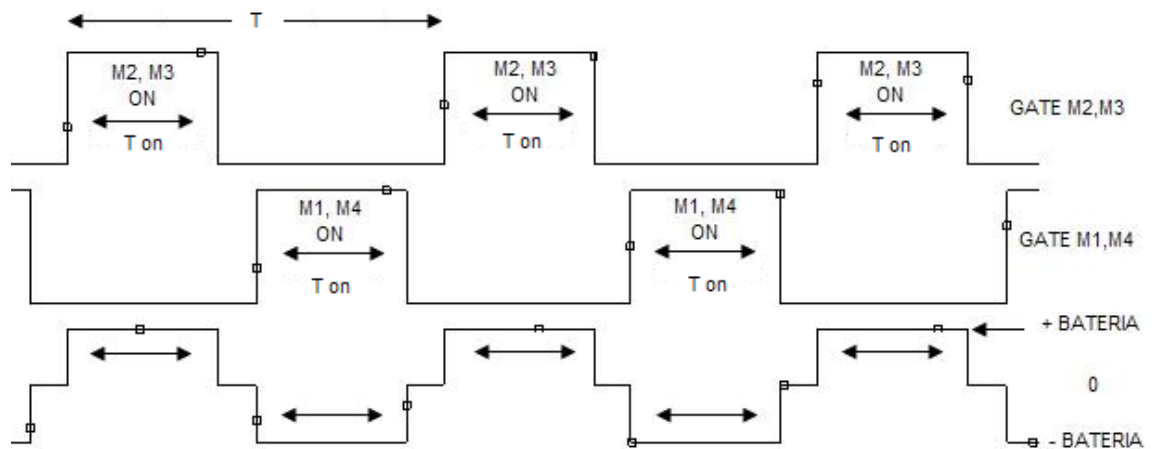 T
M2, M3
ON
T on
M2, M3
ON
T on
M2, M3
ON
T on
GATE M2,M3
M1, M4
ON
T on
M1, M4
ON
T on
GATE M1,M4
+ BATERIA
0
- BATERIA